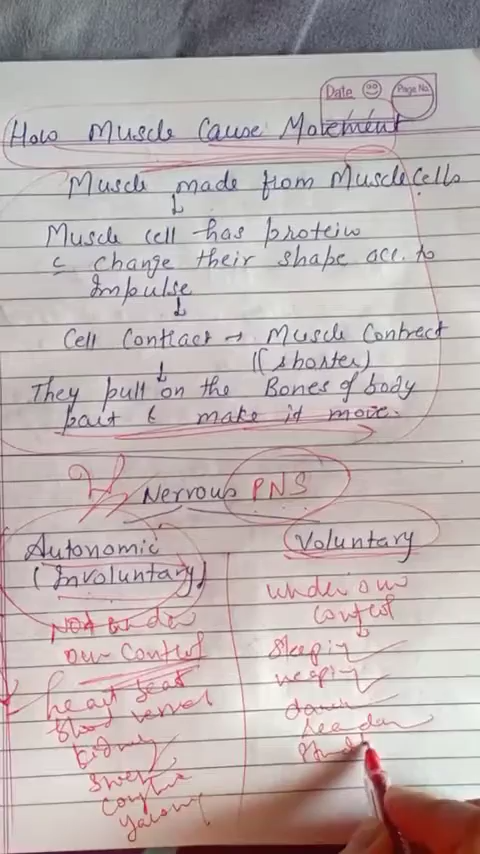 Date
Page No.
How Muscle Cause Movement
Muscle made from Muscle Cells
↓
Muscle cell has protein
c change their shape acc. to
Impulse
↓
Cell Contract → Muscle Contract
(shorter)
↓
They pull on the Bones of body
part & make it move.
Nervous PNS
Autonomic
(Involuntary)
Not under
our Control
heart beat
Blood vessel
kidney
Voluntary
under our
control